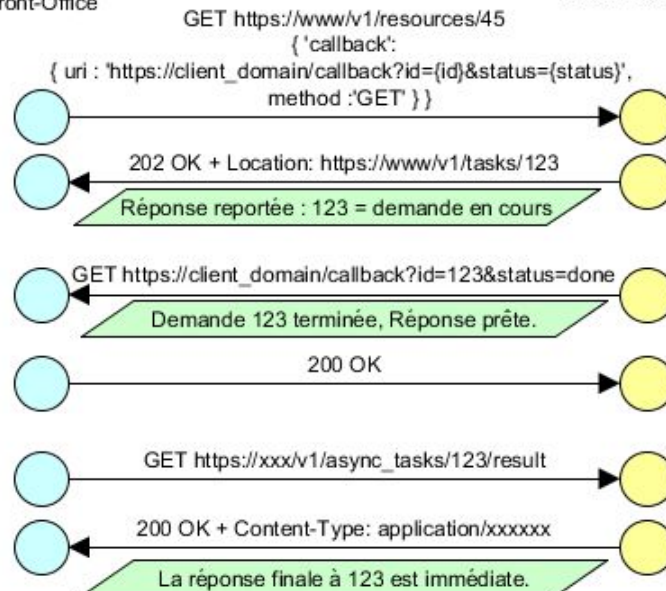 ront-Office
GET https://www/v1/resources/45
{ 'callback':
{ uri : 'https://client_domain/callback?id={id}&status={status}',
method :'GET' } }
202 OK + Location: https://www/v1/tasks/123
Réponse reportée : 123 = demande en cours
GET https://client_domain/callback?id=123&status=done
Demande 123 terminée, Réponse prête.
200 OK
GET https://xxx/v1/async_tasks/123/result
200 OK + Content-Type: application/xxxxxx
La réponse finale à 123 est immédiate.